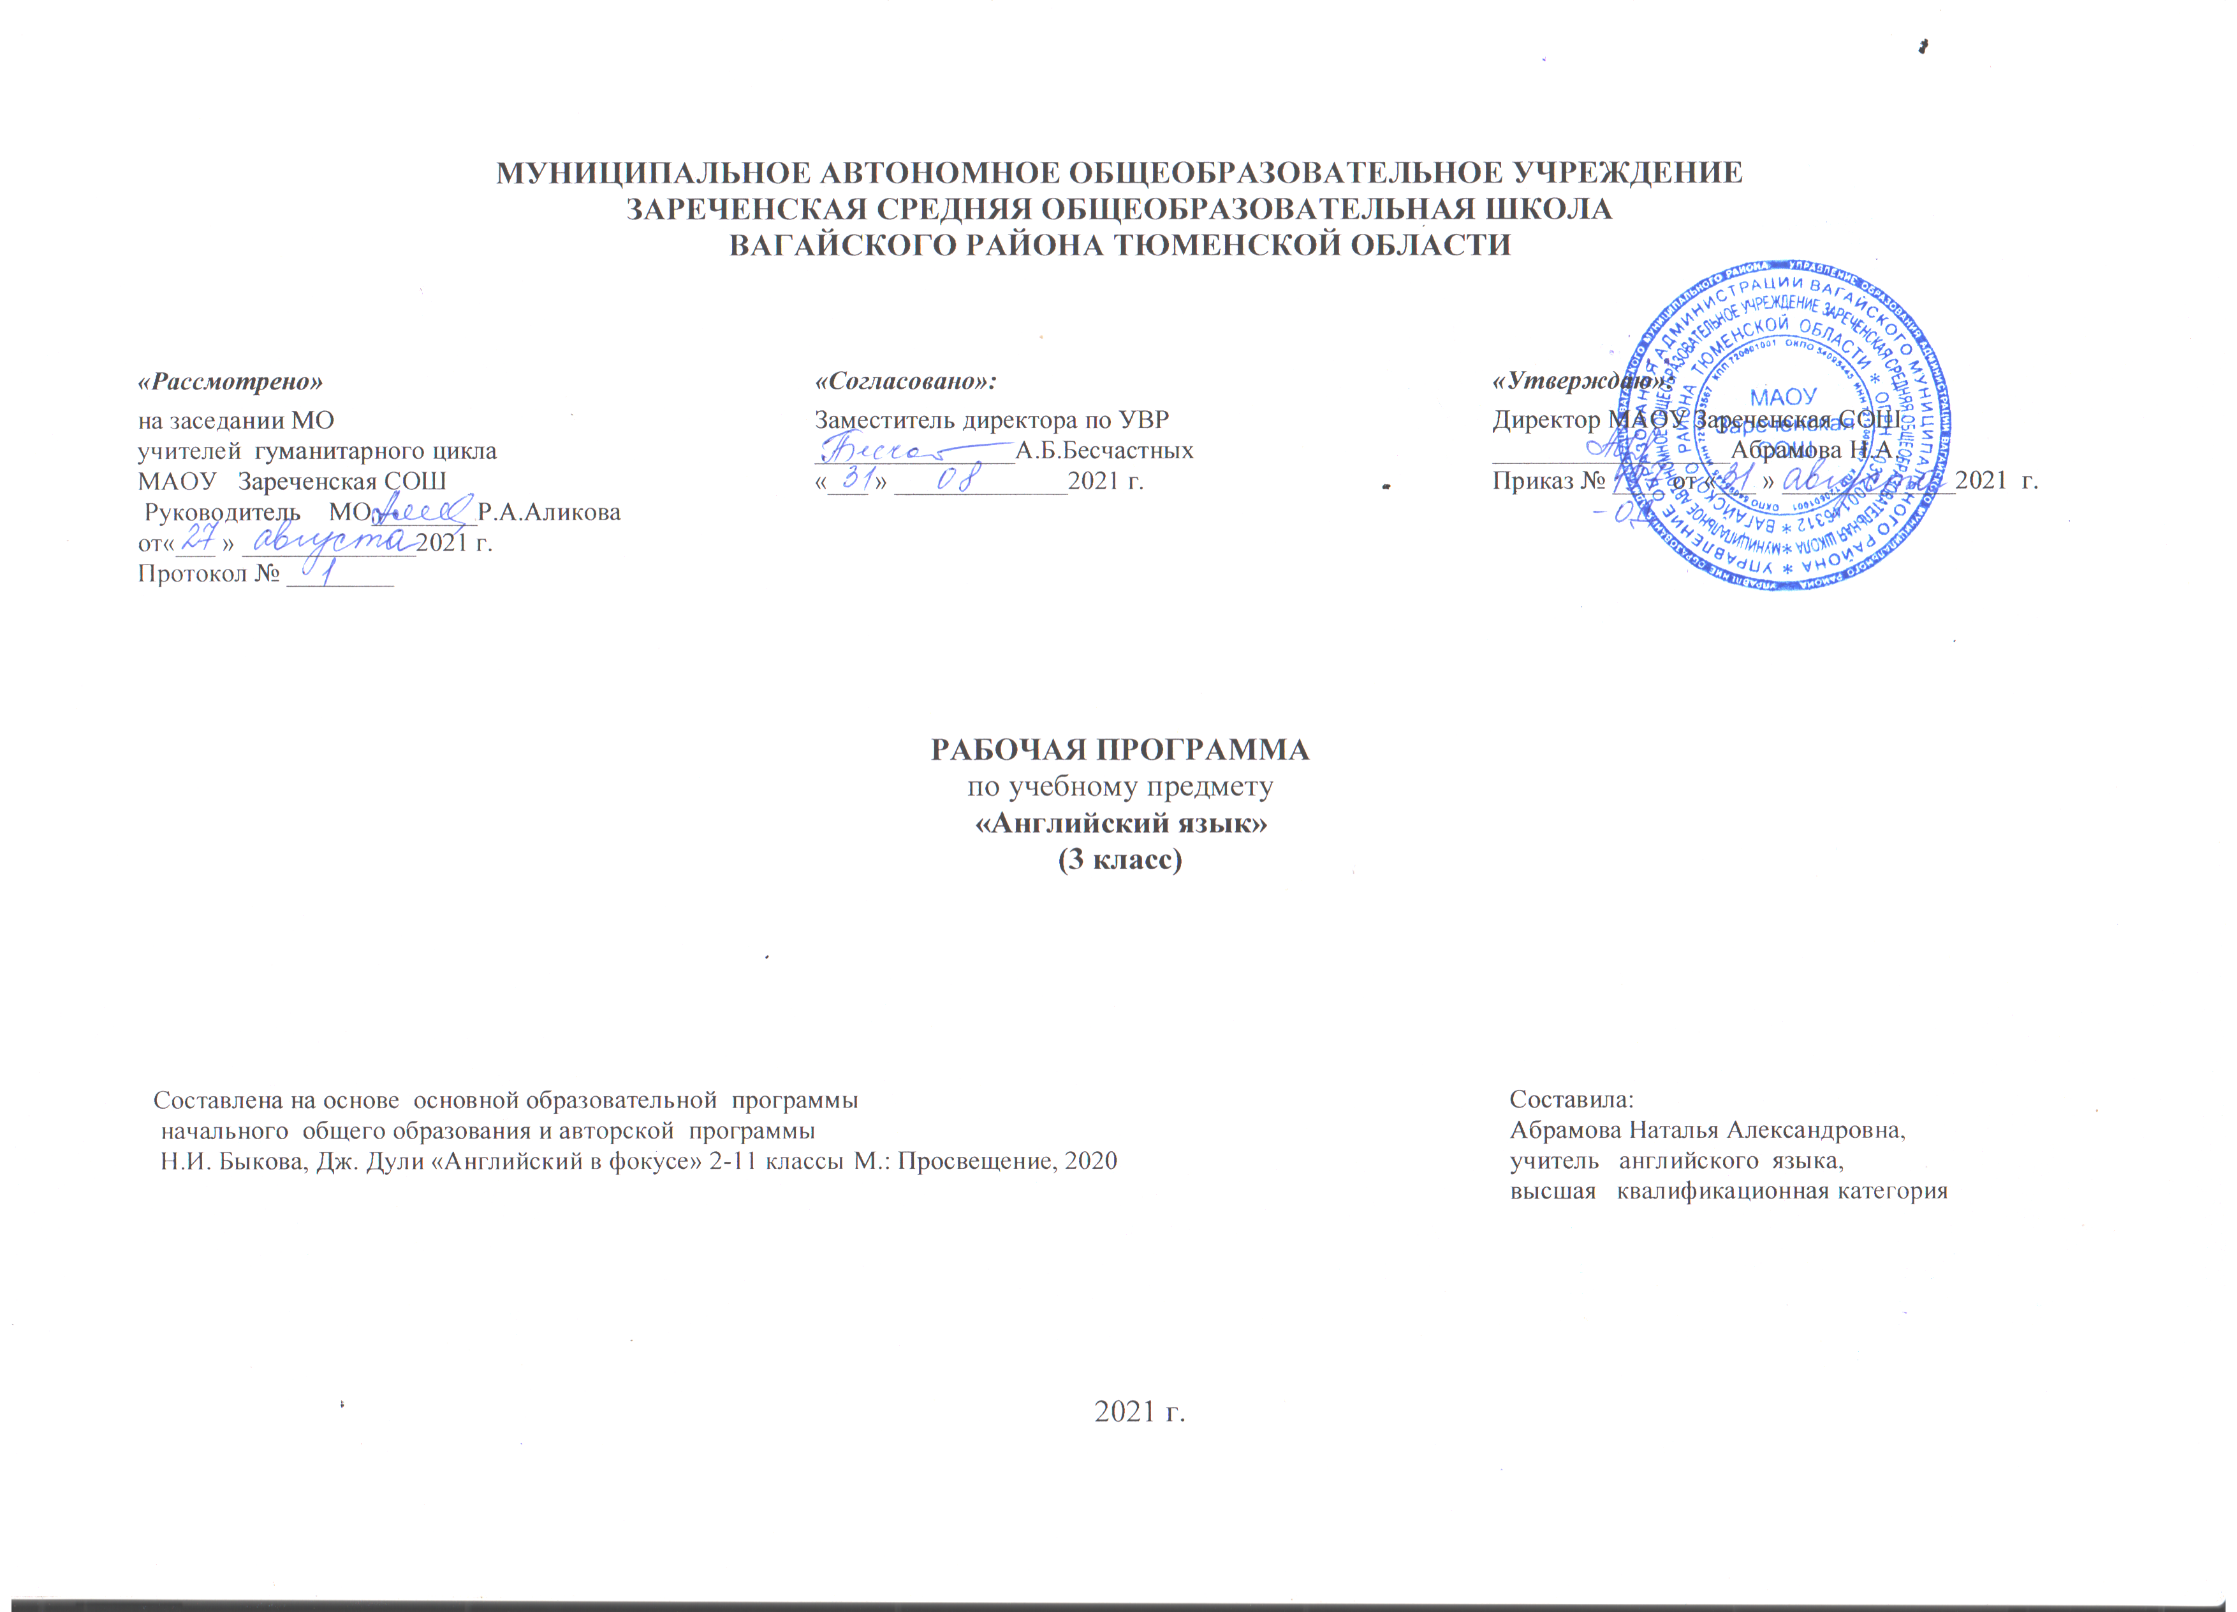 МУНИЦИПАЛЬНОЕ АВТОНОМНОЕ ОБЩЕОБРАЗОВАТЕЛЬНОЕ УЧРЕЖДЕНИЕ
ЗАРЕЧЕНСКАЯ СРЕДНЯЯ ОБЩЕОБРАЗОВАТЕЛЬНАЯ ШКОЛА
ВАГАЙСКОГО РАЙОНА ТЮМЕНСКОЙ ОБЛАСТИ
«Рассмотрено»
на заседании МО
учителей гуманитарного цикла
МАОУ Зареченская СОШ
Руководитель МО Р.А.Аликова
от« 27 » августа 2021 г.
Протокол № 1
«Согласовано»:
Заместитель директора по УВР
А.Б.Бесчастных
« 31 » 08 2021 г.
«Утверждаю»:
Директор МАОУ Зареченская СОШ
Абрамова Н.А.
Приказ № от « 31 » августа 2021 г.
МАОУ
Зареченская
СОШ
РАБОЧАЯ ПРОГРАММА
по учебному предмету
«Английский язык»
(3 класс)
Составлена на основе основной образовательной программы
начального общего образования и авторской программы
Н.И. Быкова, Дж. Дули «Английский в фокусе» 2-11 классы М.: Просвещение, 2020
Составила:
Абрамова Наталья Александровна,
учитель английского языка,
высшая квалификационная категория
2021 г.